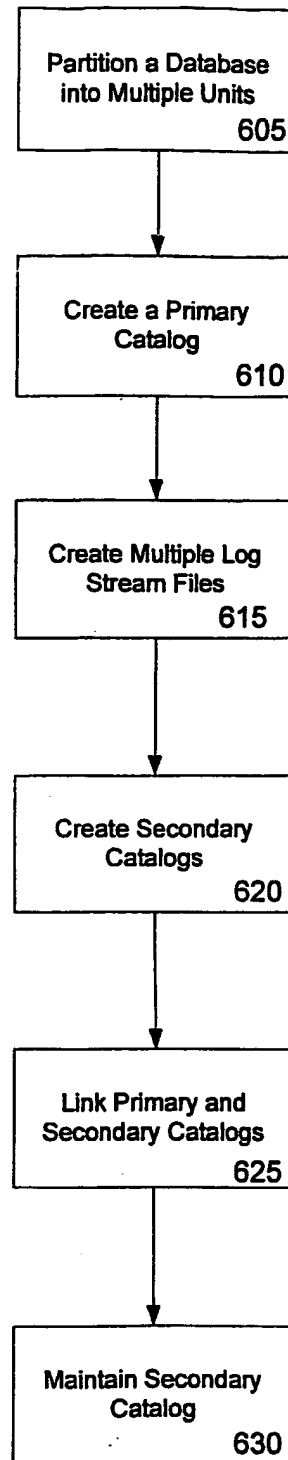 Partition a Database
into Multiple Units
605
Create a Primary
Catalog
610
Create Multiple Log
Stream Files
615
Create Secondary
Catalogs
620
Link Primary and
Secondary Catalogs
625
Maintain Secondary
Catalog
630